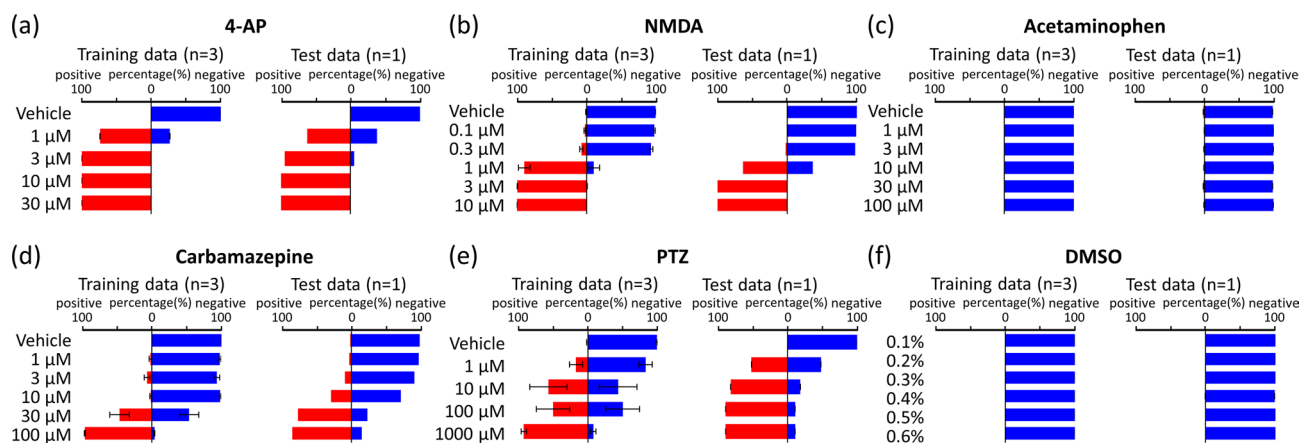 (a) 4-AP
Training data (n=3) Test data (n=1)
positive percentage(%) negative positive percentage(%) negative
100 0 100 100 0 100
Vehicle
1 µM
3 µM
10 µM
30 µM
(b) NMDA
Training data (n=3) Test data (n=1)
positive percentage(%) negative positive percentage(%) negative
100 0 100 100 0 100
Vehicle
0.1 µM
0.3 µM
1 µM
3 µM
10 µM
(c) Acetaminophen
Training data (n=3) Test data (n=1)
positive percentage(%) negative positive percentage(%) negative
100 0 100 100 0 100
Vehicle
1 µM
3 µM
10 µM
30 µM
100 µM
(d) Carbamazepine
Training data (n=3) Test data (n=1)
positive percentage(%) negative positive percentage(%) negative
100 0 100 100 0 100
Vehicle
1 µM
3 µM
10 µM
30 µM
100 µM
(e) PTZ
Training data (n=3) Test data (n=1)
positive percentage(%) negative positive percentage(%) negative
100 0 100 100 0 100
Vehicle
1 µM
10 µM
100 µM
1000 µM
(f) DMSO
Training data (n=3) Test data (n=1)
positive percentage(%) negative positive percentage(%) negative
100 0 100 100 0 100
0.1%
0.2%
0.3%
0.4%
0.5%
0.6%